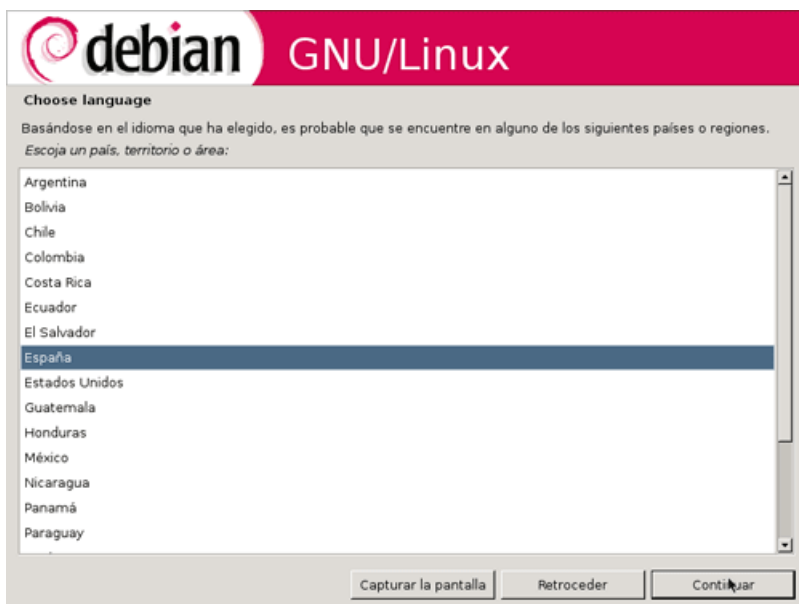 debian GNU/Linux
Choose language
Basándose en el idioma que ha elegido, es probable que se encuentre en alguno de los siguientes países o regiones.
Escoja un país, territorio o área:
Argentina
Bolivia
Chile
Colombia
Costa Rica
Ecuador
El Salvador
España
Estados Unidos
Guatemala
Honduras
México
Nicaragua
Panamá
Paraguay
Capturar la pantalla Retroceder Continuar